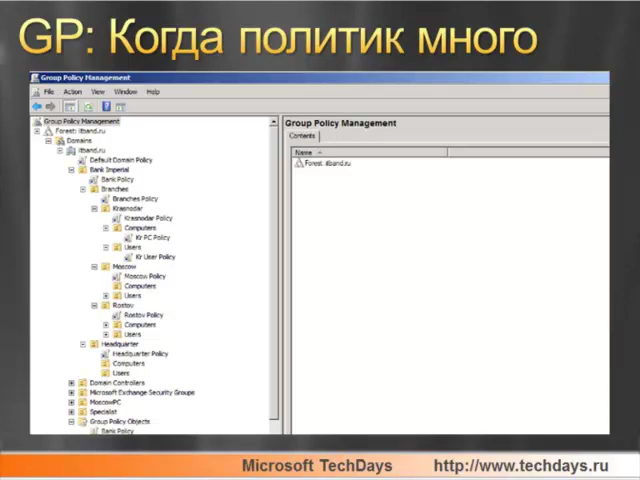 GP: Когда политик много
Group Policy Management
File Action View Window Help
Group Policy Management
Forest: itband.ru
Domains
itband.ru
Default Domain Policy
Bank Imperial
Bank Policy
Branches
Branches Policy
Krasnodar
Krasnodar Policy
Computers
Kr PC Policy
Users
Kr User Policy
Moscow
Moscow Policy
Computers
Users
Rostov
Rostov Policy
Computers
Users
Headquarter
Headquarter Policy
Computers
Users
Domain Controllers
Microsoft Exchange Security Groups
MoscowPC
Specialist
Group Policy Objects
Bank Policy
Group Policy Management
Contents
Name
Forest: itband.ru
Microsoft TechDays http://www.techdays.ru